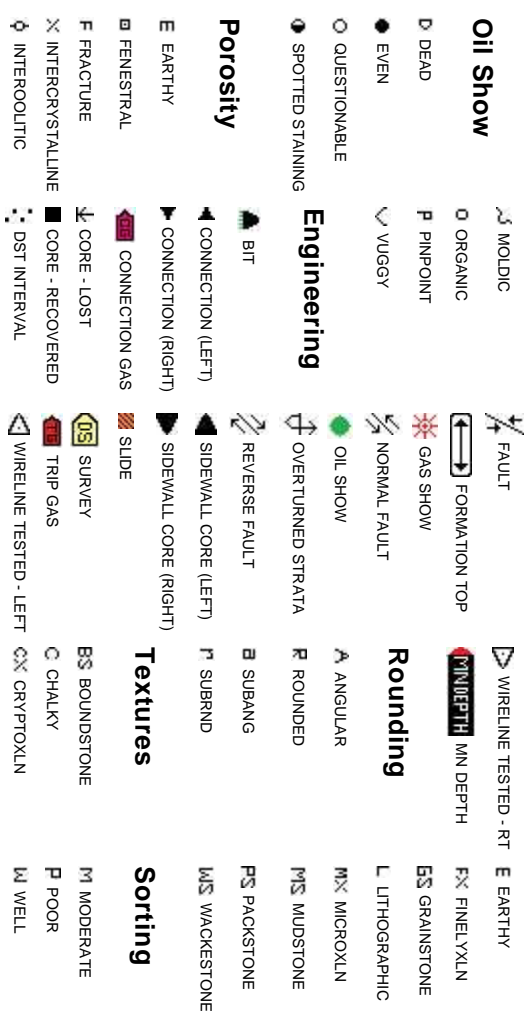 Oil Show
D DEAD
EVEN
QUESTIONABLE
SPOTTED STAINING
Porosity
E EARTHY
FENESTRAL
F FRACTURE
X INTERCRYSTALLINE
INTEROOLITIC
MOLDIC
O ORGANIC
P PINPOINT
V VUGGY
Engineering
BIT
CONNECTION (LEFT)
CONNECTION (RIGHT)
CG CONNECTION GAS
CORE - LOST
CORE - RECOVERED
DST INTERVAL
FAULT
FORMATION TOP
GAS SHOW
NORMAL FAULT
OIL SHOW
OVERTURNED STRATA
REVERSE FAULT
SIDEWALL CORE (LEFT)
SIDEWALL CORE (RIGHT)
SLIDE
DS SURVEY
TG TRIP GAS
WIRELINE TESTED - LEFT
WIRELINE TESTED - RT
MN DEPTH MN DEPTH
Rounding
A ANGULAR
R ROUNDED
a SUBANG
r SUBRND
Textures
BS BOUNDSTONE
C CHALKY
CX CRYPTOXLN
E EARTHY
FX FINELYXLN
GS GRAINSTONE
L LITHOGRAPHIC
MX MICROXLN
MS MUDSTONE
PS PACKSTONE
WS WACKESTONE
Sorting
M MODERATE
P POOR
W WELL